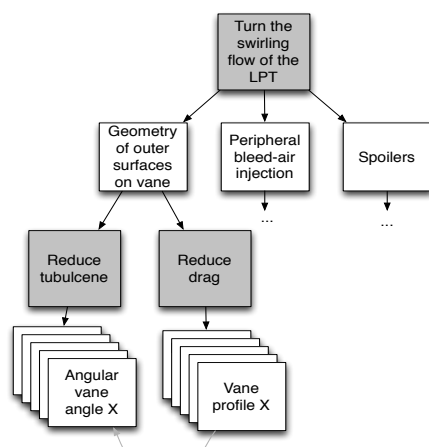 Turn the
swirling
flow of the
LPT
Geometry
of outer
surfaces
on vane
Peripheral
bleed-air
injection
Spoilers
...
...
Reduce
tubulcene
Reduce
drag
Angular
vane
angle X
Vane
profile X